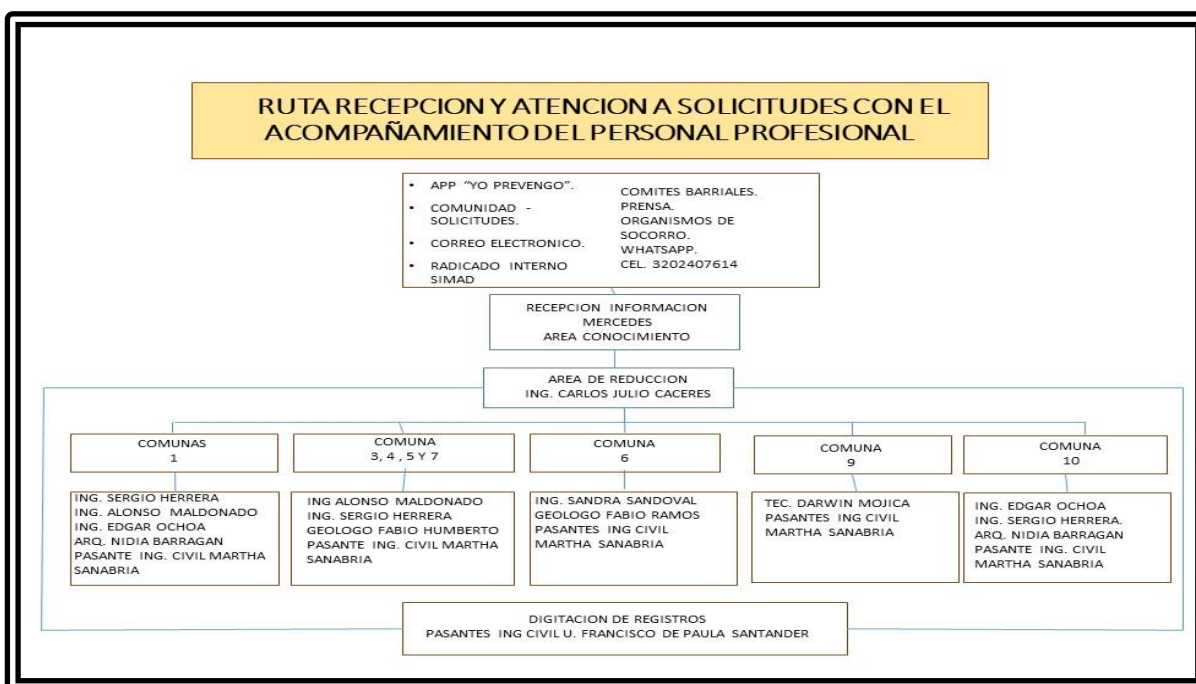 RUTA RECEPCION Y ATENCION A SOLICITUDES CON EL
ACOMPAÑAMIENTO DEL PERSONAL PROFESIONAL
• APP “YO PREVENGO”.
• COMUNIDAD -
SOLICITUDES.
• CORREO ELECTRONICO.
• RADICADO INTERNO
SIMAD
COMITES BARRIALES.
PRENSA.
ORGANISMOS DE
SOCORRO.
WHATSAPP.
CEL. 3202407614
RECEPCION INFORMACION
MERCEDES
AREA CONOCIMIENTO
AREA DE REDUCCION
ING. CARLOS JULIO CACERES
COMUNAS
1
ING. SERGIO HERRERA
ING. ALONSO MALDONADO
ING. EDGAR OCHOA
ARQ. NIDIA BARRAGAN
PASANTE ING. CIVIL MARTHA
SANABRIA
COMUNA
3, 4 , 5 Y 7
ING ALONSO MALDONADO
ING. SERGIO HERRERA
GEOLOGO FABIO HUMBERTO
PASANTE ING. CIVIL MARTHA
SANABRIA
COMUNA
6
ING. SANDRA SANDOVAL
GEOLOGO FABIO RAMOS
PASANTES ING CIVIL
MARTHA SANABRIA
COMUNA
9
TEC. DARWIN MOJICA
PASANTES ING CIVIL
MARTHA SANABRIA
COMUNA
10
ING. EDGAR OCHOA
ING. SERGIO HERRERA.
ARQ. NIDIA BARRAGAN
PASANTE ING. CIVIL
MARTHA SANABRIA
DIGITACION DE REGISTROS
PASANTES ING CIVIL U. FRANCISCO DE PAULA SANTANDER